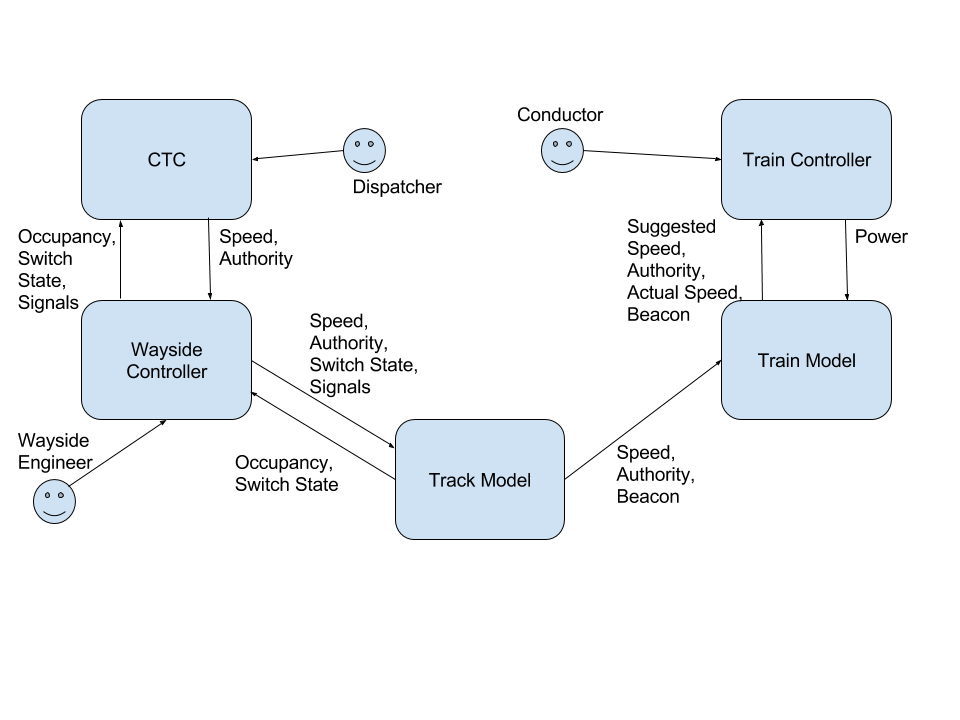 Conductor
CTC
Train Controller
Dispatcher
Occupancy,
Switch
State,
Signals
Speed,
Authority
Suggested
Speed,
Authority,
Actual Speed,
Beacon
Power
Wayside
Controller
Speed,
Authority,
Switch State,
Signals
Train Model
Wayside
Engineer
Occupancy,
Switch State
Track Model
Speed,
Authority,
Beacon